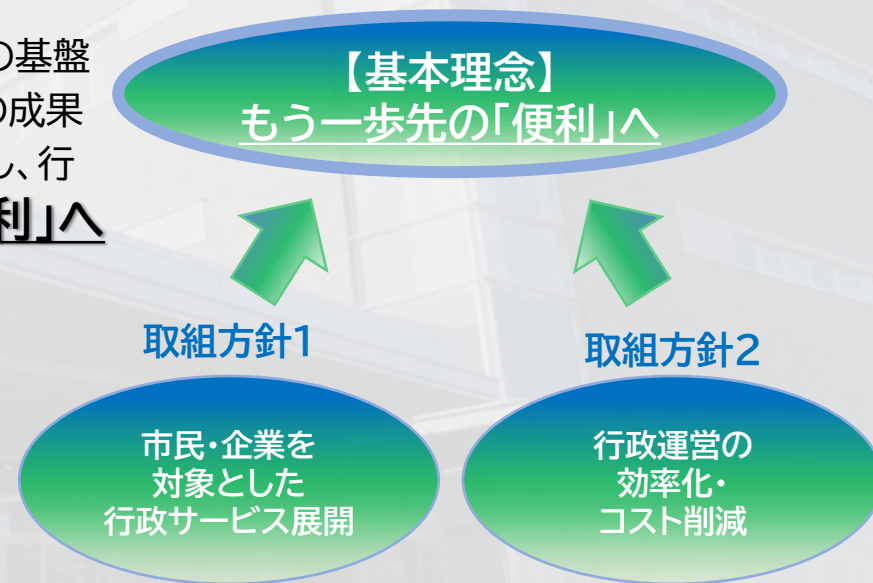 の基盤
の成果
し、行
利」へ
【基本理念】
もう一歩先の「便利」へ
取組方針1
市民・企業を
対象とした
行政サービス展開
取組方針2
行政運営の
効率化・
コスト削減